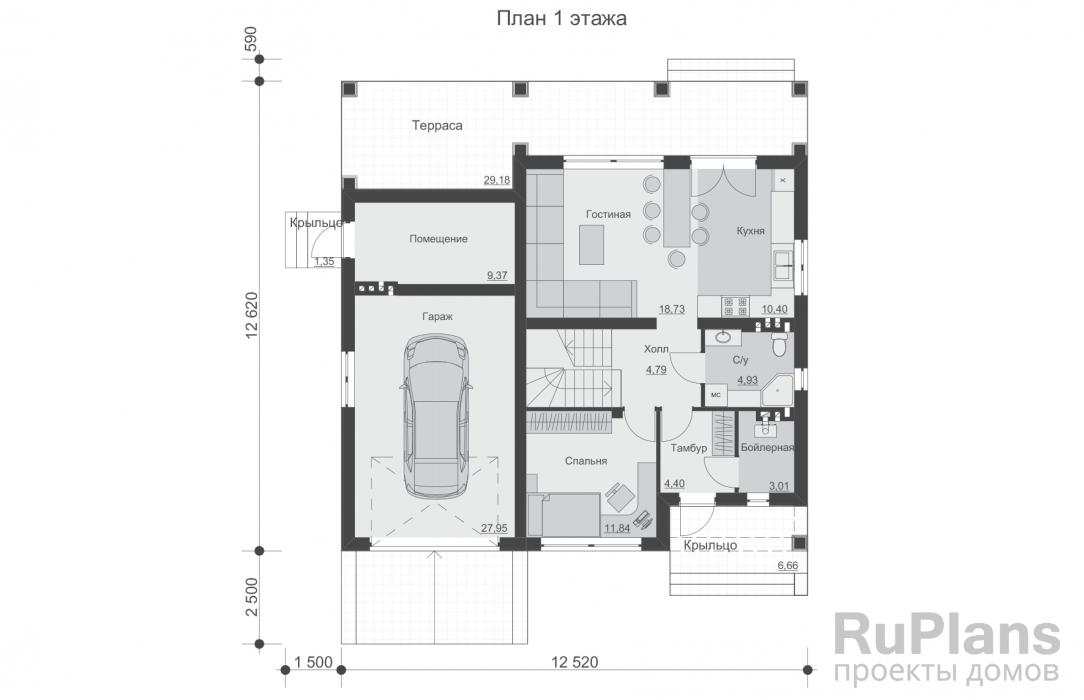 План 1 этажа
590
Терраса
29,18
Крыльцо
1,35
Помещение
9,37
Гостиная
18,73
Кухня
10,40
х
12 620
Гараж
27,95
Холл
4,79
С/у
4,93
мс
Спальня
11,84
Тамбур
4,40
Бойлерная
3,01
Крыльцо
6,66
2 500
1 500
12 520
RuPlans
проекты домов